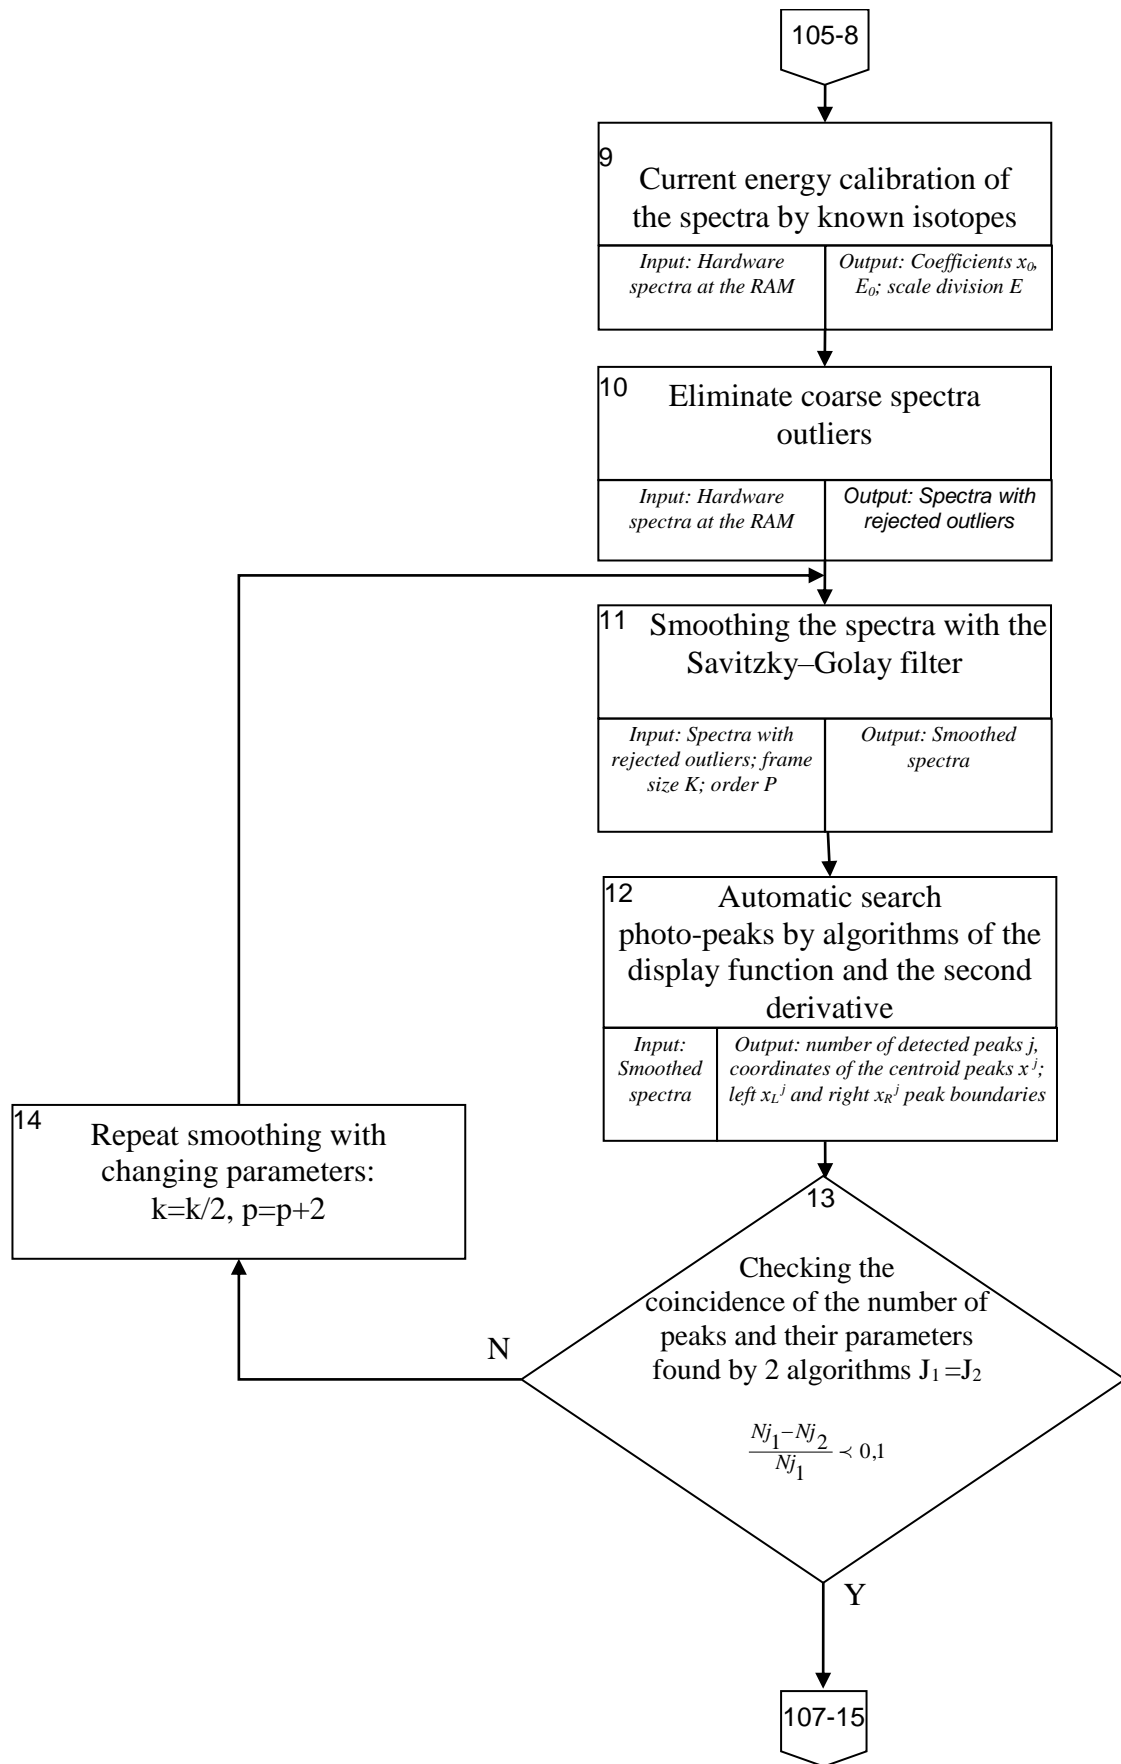 105-8
9
Current energy calibration of
the spectra by known isotopes
Input: Hardware
spectra at the RAM
Output: Coefficients x₀,
E₀; scale division E
10
Eliminate coarse spectra
outliers
Input: Hardware
spectra at the RAM
Output: Spectra with
rejected outliers
11
Smoothing the spectra with the
Savitzky–Golay filter
Input: Spectra with
rejected outliers; frame
size K; order P
Output: Smoothed
spectra
12
Automatic search
photo-peaks by algorithms of the
display function and the second
derivative
Input:
Smoothed
spectra
Output: number of detected peaks j,
coordinates of the centroid peaks x^j;
left x_L^j and right x_R^j peak boundaries
14
Repeat smoothing with
changing parameters:
k=k/2, p=p+2
13
Checking the
coincidence of the number of
peaks and their parameters
found by 2 algorithms J₁=J₂
Nj₁−Nj₂
≺ 0,1
Nj₁
N
Y
107-15